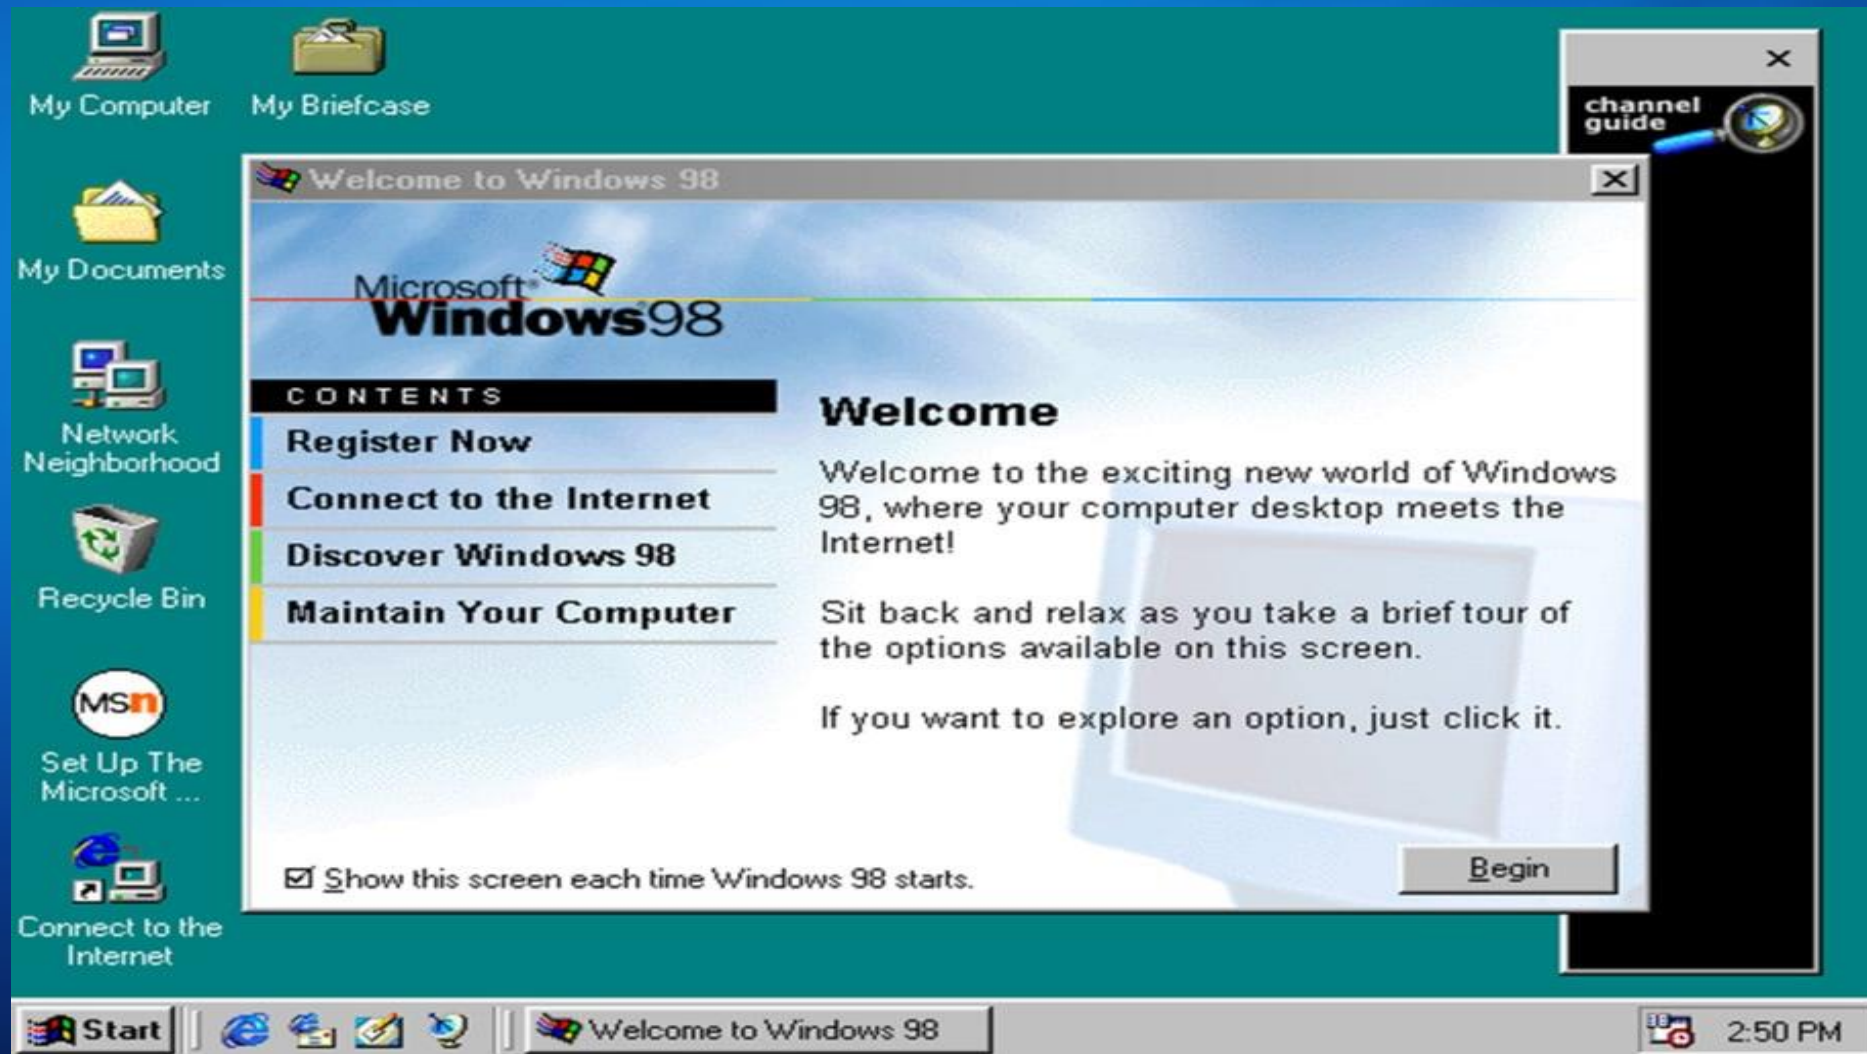 My Computer
My Briefcase
My Documents
Network
Neighborhood
Recycle Bin
MSn
Set Up The
Microsoft ...
Connect to the
Internet
channel
guide
Welcome to Windows 98
Microsoft®
Windows98
CONTENTS
Register Now
Connect to the Internet
Discover Windows 98
Maintain Your Computer
Welcome
Welcome to the exciting new world of Windows
98, where your computer desktop meets the
Internet!
Sit back and relax as you take a brief tour of
the options available on this screen.
If you want to explore an option, just click it.
Show this screen each time Windows 98 starts.
Begin
Start
Welcome to Windows 98
2:50 PM